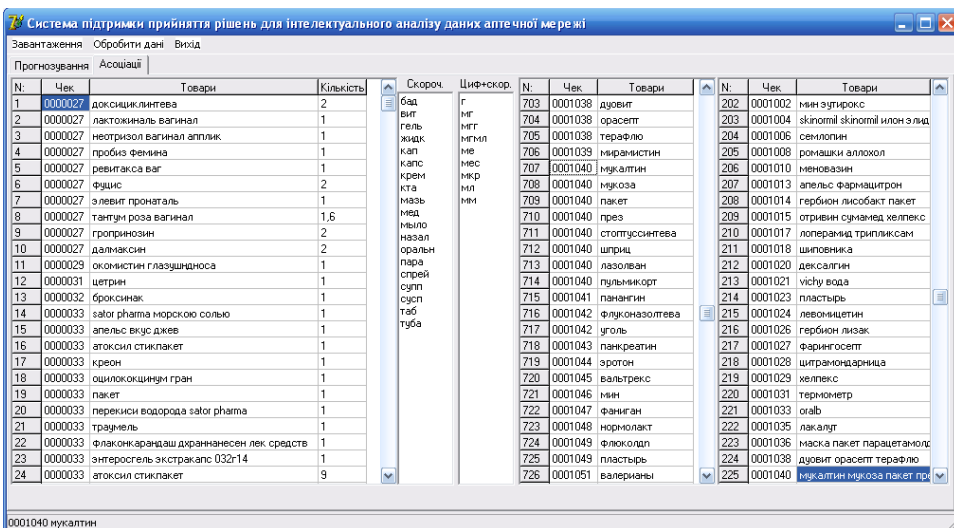 Система підтримки прийняття рішень для інтелектуального аналізу даних аптечної мережі
Завантаження Обробити дані Вихід
Прогнозування Асоціації
N: Чек Товари Кількість
1 0000027 доксициклинтева 2
2 0000027 лактожиналь вагинал 1
3 0000027 неотризол вагинал апплик 1
4 0000027 пробиз фемина 1
5 0000027 ревитакса ваг 1
6 0000027 фуцис 2
7 0000027 элевит пронаталь 1
8 0000027 тантум роза вагинал 1,6
9 0000027 гропринозин 2
10 0000027 далмаксин 2
11 0000029 окомистин глазушндноса 1
12 0000031 цетрин 1
13 0000032 броксинак 1
14 0000033 sator pharma морскою солью 1
15 0000033 апельс вкус джев 1
16 0000033 атоксил стикпакет 1
17 0000033 креон 1
18 0000033 оцилококцинум гран 1
19 0000033 пакет 1
20 0000033 перекиси водорода sator pharma 1
21 0000033 траумель 1
22 0000033 флаконкарандаш дхраннанесен лек средств 1
23 0000033 энтеросгель экстракапс 032г14 1
24 0000033 атоксил стикпакет 9
Скороч.
бад
вит
гель
жидк
кап
капс
крем
кта
мазь
мед
мыло
назал
оральн
пара
спрей
супп
сусп
таб
туба
Циф+скор.
г
мг
мгг
мгмл
ме
мес
мкр
мл
мм
N: Чек Товари
703 0001038 дуовит
704 0001038 орасепт
705 0001038 терафлю
706 0001039 мирамистин
707 0001040 мукалтин
708 0001040 мукоза
709 0001040 пакет
710 0001040 през
711 0001040 стоптуссинтева
712 0001040 шприц
713 0001040 лазолван
714 0001040 пульмикорт
715 0001041 панангин
716 0001042 флуконазолтева
717 0001042 уголь
718 0001043 панкреатин
719 0001044 эротон
720 0001045 вальтрекс
721 0001046 мин
722 0001047 фаниган
723 0001048 нормолакт
724 0001049 флюколдп
725 0001049 пластырь
726 0001051 валерианы
N: Чек Товари
202 0001002 мин эутирокс
203 0001004 skinormil skinormil илон элид
204 0001006 семлопин
205 0001008 ромашки аллохол
206 0001010 меновазин
207 0001013 апельс фармацитрон
208 0001014 гербион лисобакт пакет
209 0001015 отривин сумамед хелпекс
210 0001017 лоперамид трипликсам
211 0001018 шиповника
212 0001020 дексалгин
213 0001021 vichy вода
214 0001023 пластырь
215 0001024 левомицетин
216 0001026 гербион лизак
217 0001027 фарингосепт
218 0001028 цитрамондарница
219 0001029 хелпекс
220 0001031 термометр
221 0001033 oralb
222 0001035 лакалут
223 0001036 маска пакет парацетамолд
224 0001038 дуовит орасепт терафлю
225 0001040 мукалтин мукоза пакет пре
0001040 мукалтин